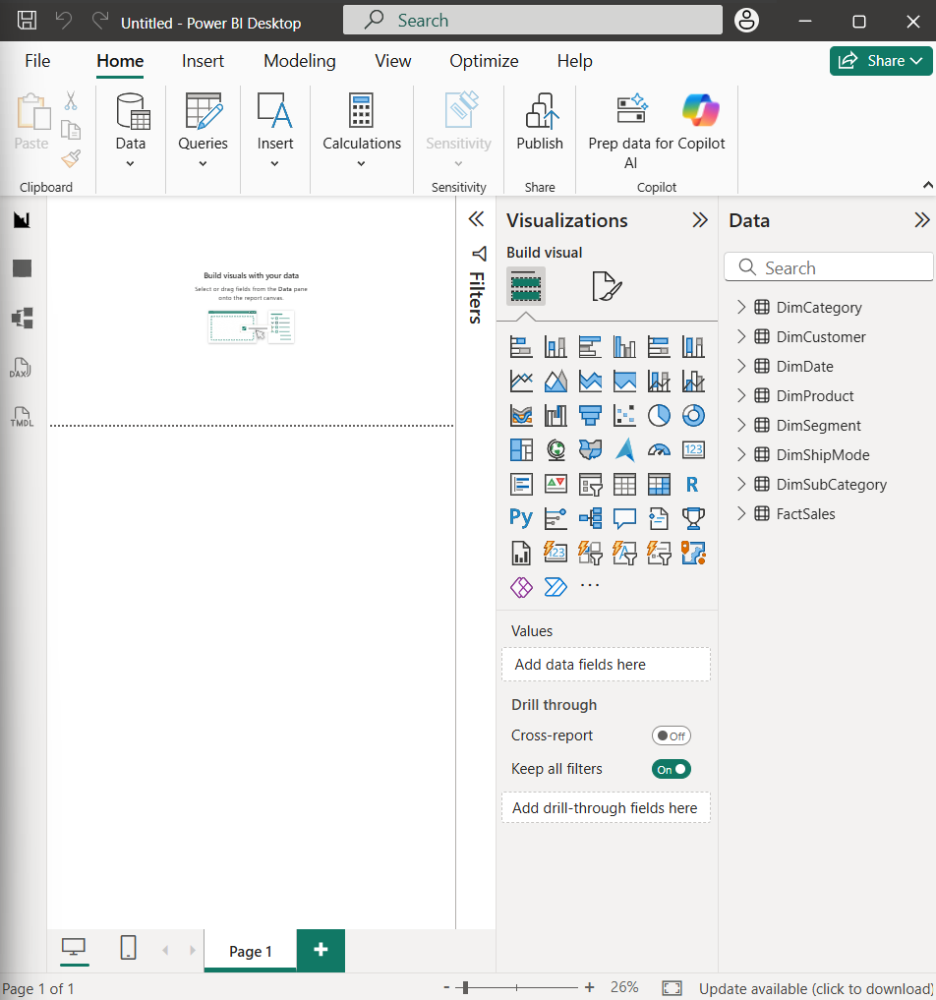 Untitled - Power BI Desktop
Search
File Home Insert Modeling View Optimize Help
Share
Paste
Data
Queries
Insert
Calculations
Sensitivity
Publish
Prep data for AI
Copilot
Clipboard
Sensitivity
Share
Copilot
DAX
TMDL
Build visuals with your data
Select or drag fields from the Data pane
onto the report canvas.
Filters
Visualizations
Build visual
123
R
Py
123
A
Values
Add data fields here
Drill through
Cross-report
Off
Keep all filters
On
Add drill-through fields here
Data
Search
DimCategory
DimCustomer
DimDate
DimProduct
DimSegment
DimShipMode
DimSubCategory
FactSales
Page 1
+
Page 1 of 1
- + 26%
Update available (click to download)